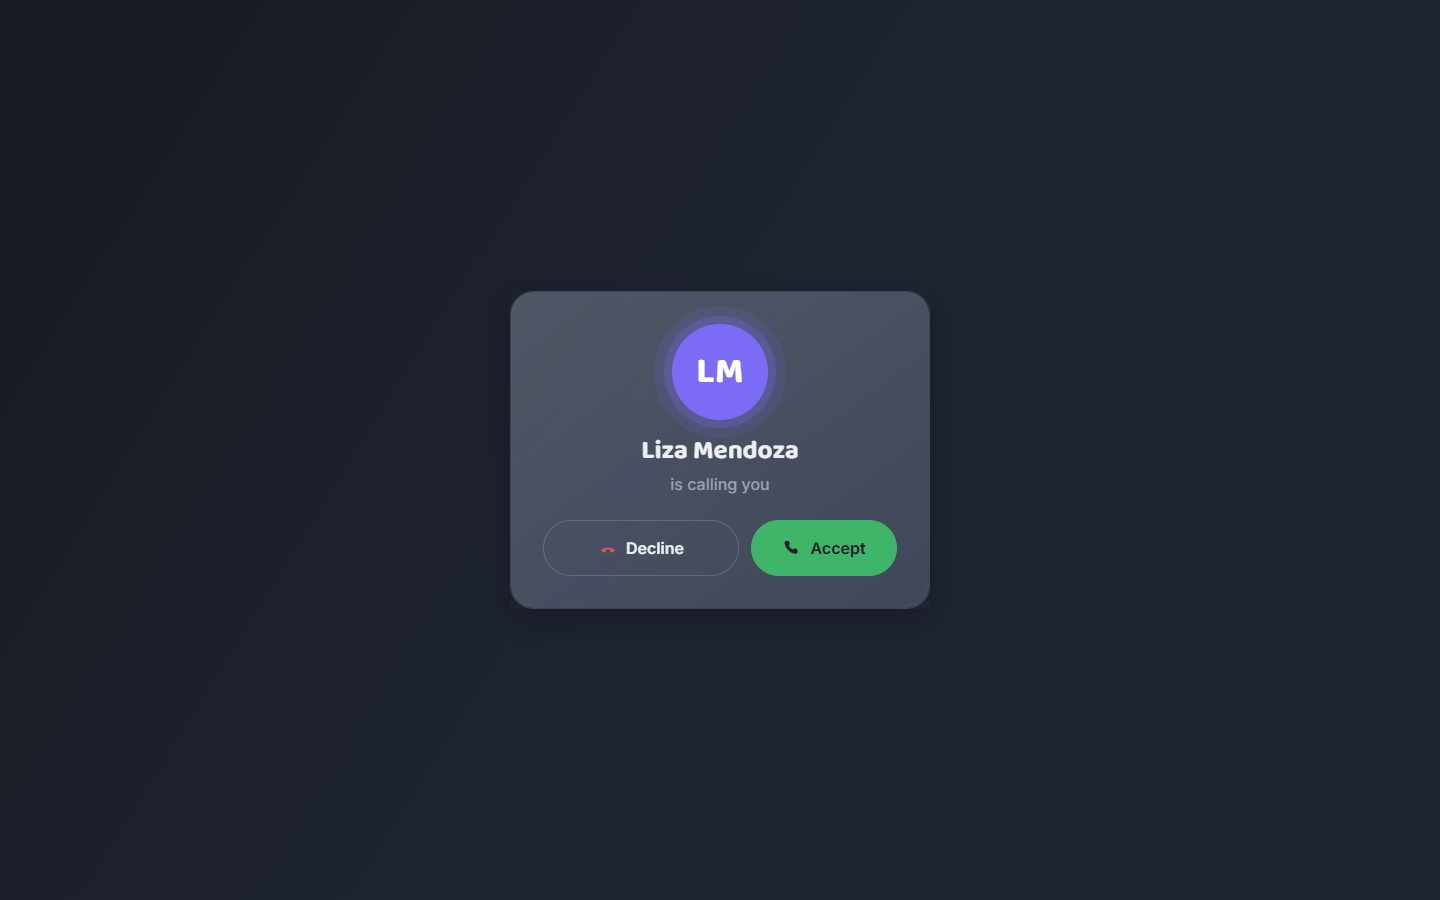 LM
Liza Mendoza
is calling you
Decline
Accept